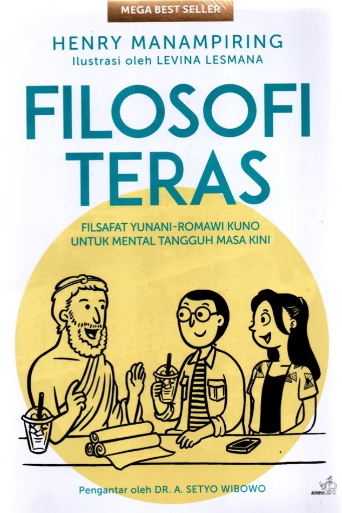 MEGA BEST SELLER
HENRY MANAMPIRING
Ilustrasi oleh LEVINA LESMANA
FILOSOFI
TERAS
FILSAFAT YUNANI-ROMAWI KUNO
UNTUK MENTAL TANGGUH MASA KINI
Pengantar oleh DR. A. SETYO WIBOWO